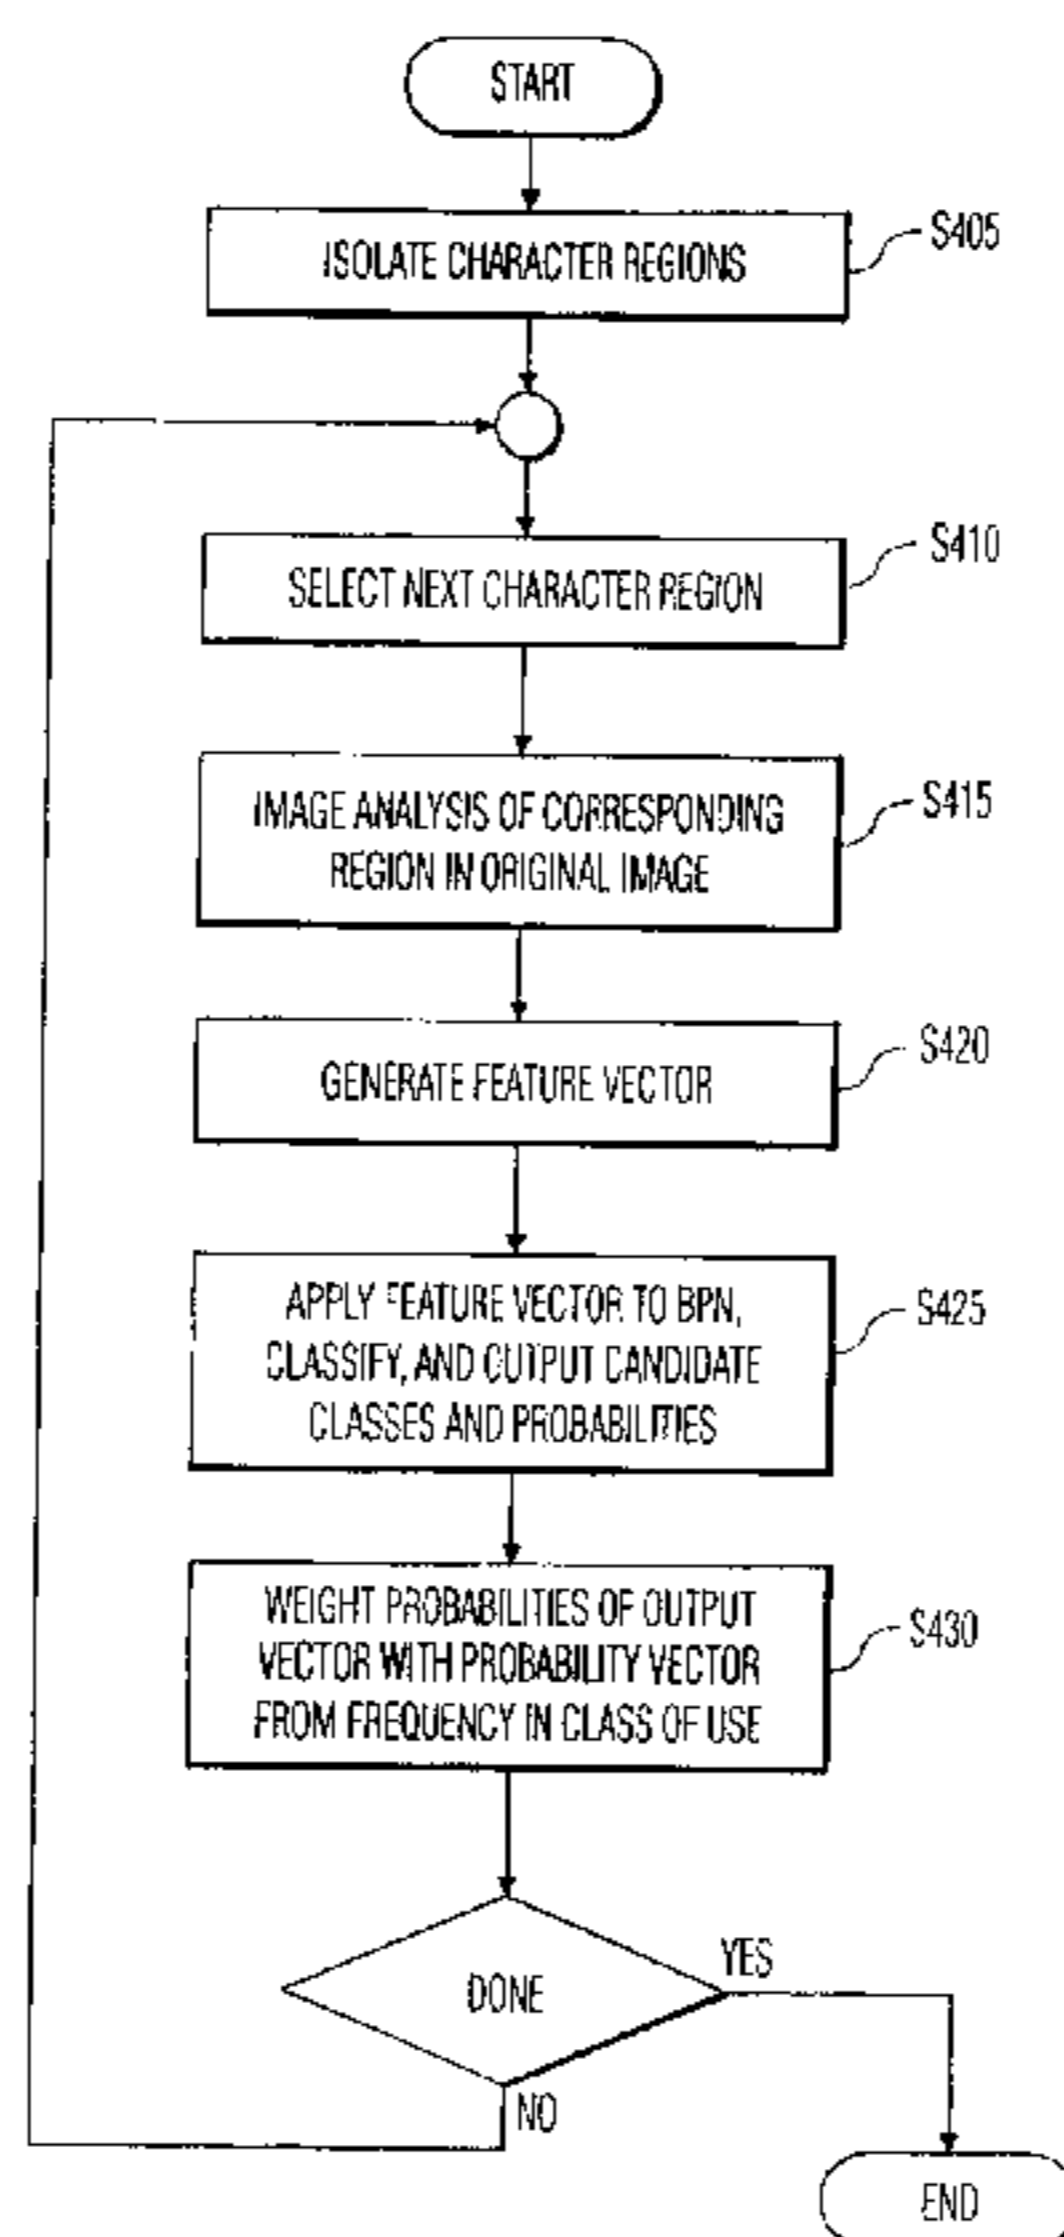 START
ISOLATE CHARACTER REGIONS
S405
SELECT NEXT CHARACTER REGION
S410
IMAGE ANALYSIS OF CORRESPONDING
REGION IN ORIGINAL IMAGE
S415
GENERATE FEATURE VECTOR
S420
APPLY FEATURE VECTOR TO BPN,
CLASSIFY, AND OUTPUT CANDIDATE
CLASSES AND PROBABILITIES
S425
WEIGHT PROBABILITIES OF OUTPUT
VECTOR WITH PROBABILITY VECTOR
FROM FREQUENCY IN CLASS OF USE
S430
DONE
YES
NO
END